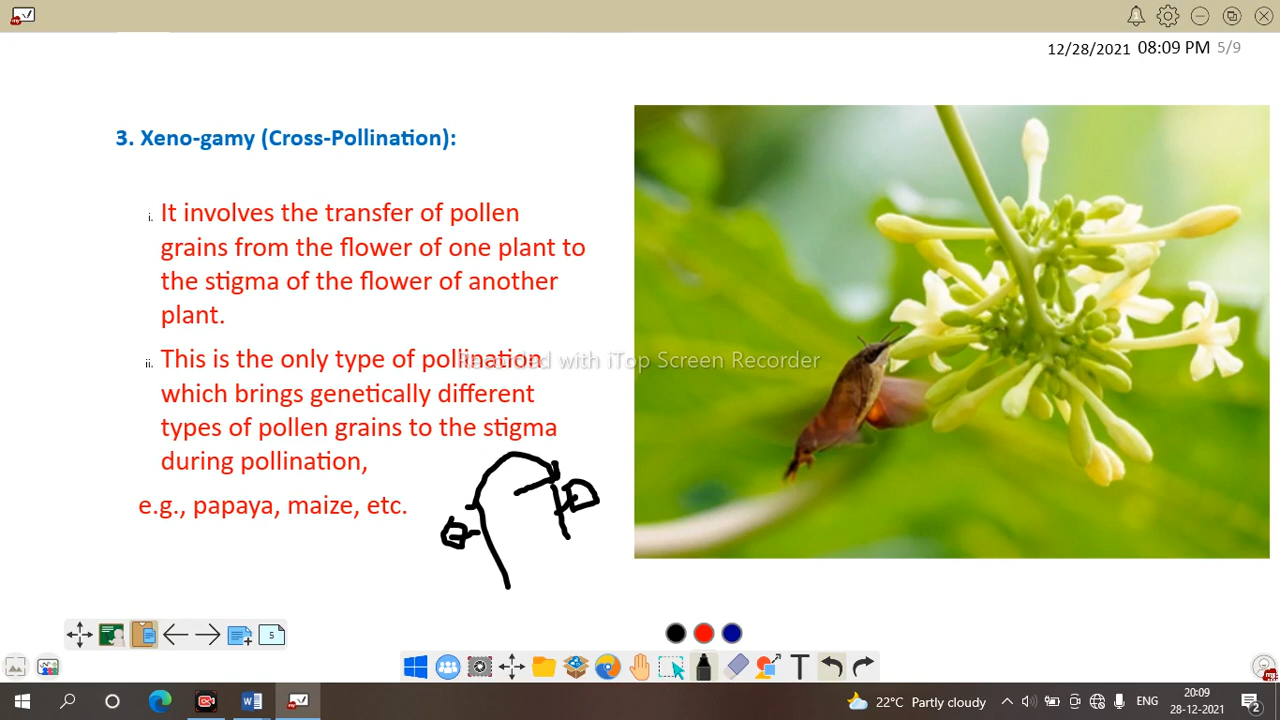 12/28/2021 08:09 PM 5/9
3. Xeno-gamy (Cross-Pollination):
i. It involves the transfer of pollen
grains from the flower of one plant to
the stigma of the flower of another
plant.
ii. This is the only type of pollination
Recorded with iTop Screen Recorder
which brings genetically different
types of pollen grains to the stigma
during pollination,
e.g., papaya, maize, etc.
5
T
22°C Partly cloudy
ENG
20:09
28-12-2021
2